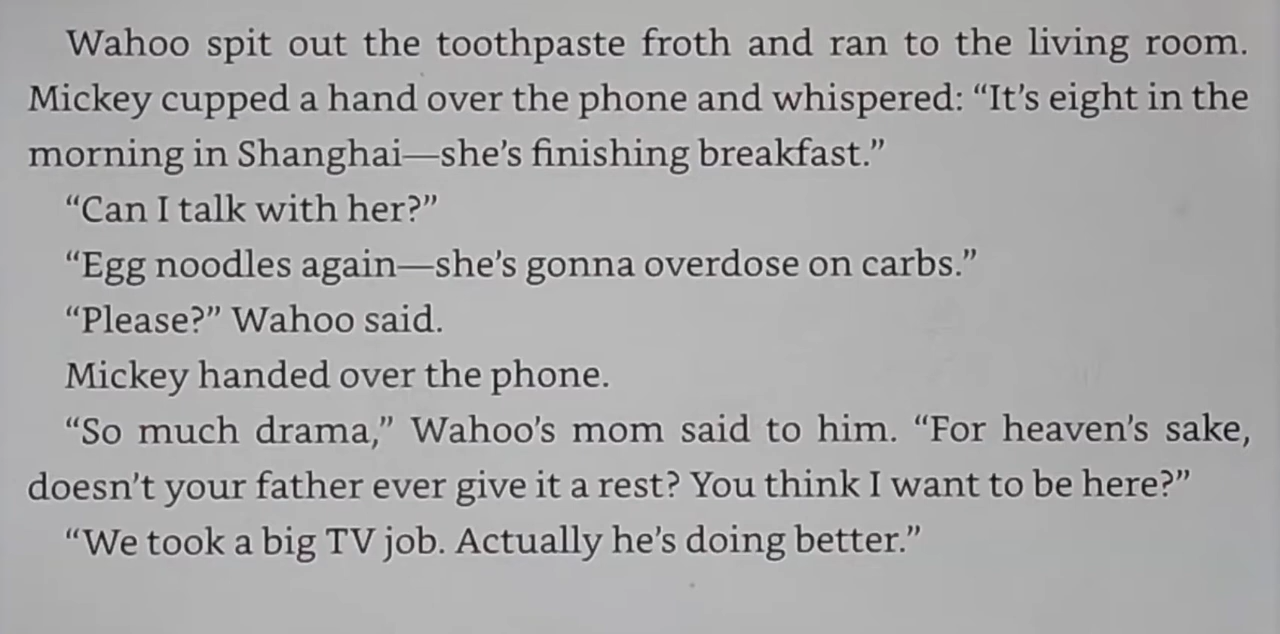 Wahoo spit out the toothpaste froth and ran to the living room.
Mickey cupped a hand over the phone and whispered: “It’s eight in the
morning in Shanghai—she’s finishing breakfast.”
“Can I talk with her?”
“Egg noodles again—she’s gonna overdose on carbs.”
“Please?” Wahoo said.
Mickey handed over the phone.
“So much drama,” Wahoo’s mom said to him. “For heaven’s sake,
doesn’t your father ever give it a rest? You think I want to be here?”
“We took a big TV job. Actually he’s doing better.”